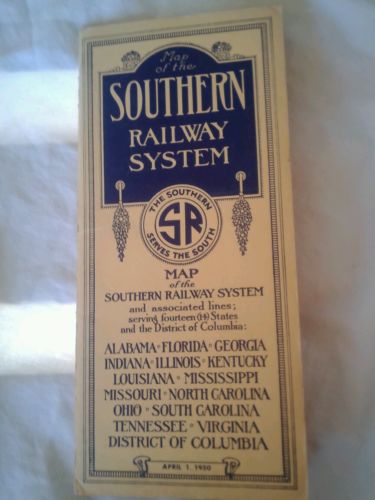 Map
of the
SOUTHERN
RAILWAY
SYSTEM
THE SOUTHERN
SR
SERVES THE SOUTH
MAP
of the
SOUTHERN RAILWAY SYSTEM
and associated lines;
serving fourteen (14) States
and the District of Columbia:
ALABAMA • FLORIDA • GEORGIA
INDIANA • ILLINOIS • KENTUCKY
LOUISIANA • MISSISSIPPI
MISSOURI • NORTH CAROLINA
OHIO • SOUTH CAROLINA
TENNESSEE • VIRGINIA
DISTRICT OF COLUMBIA
APRIL 1, 1950